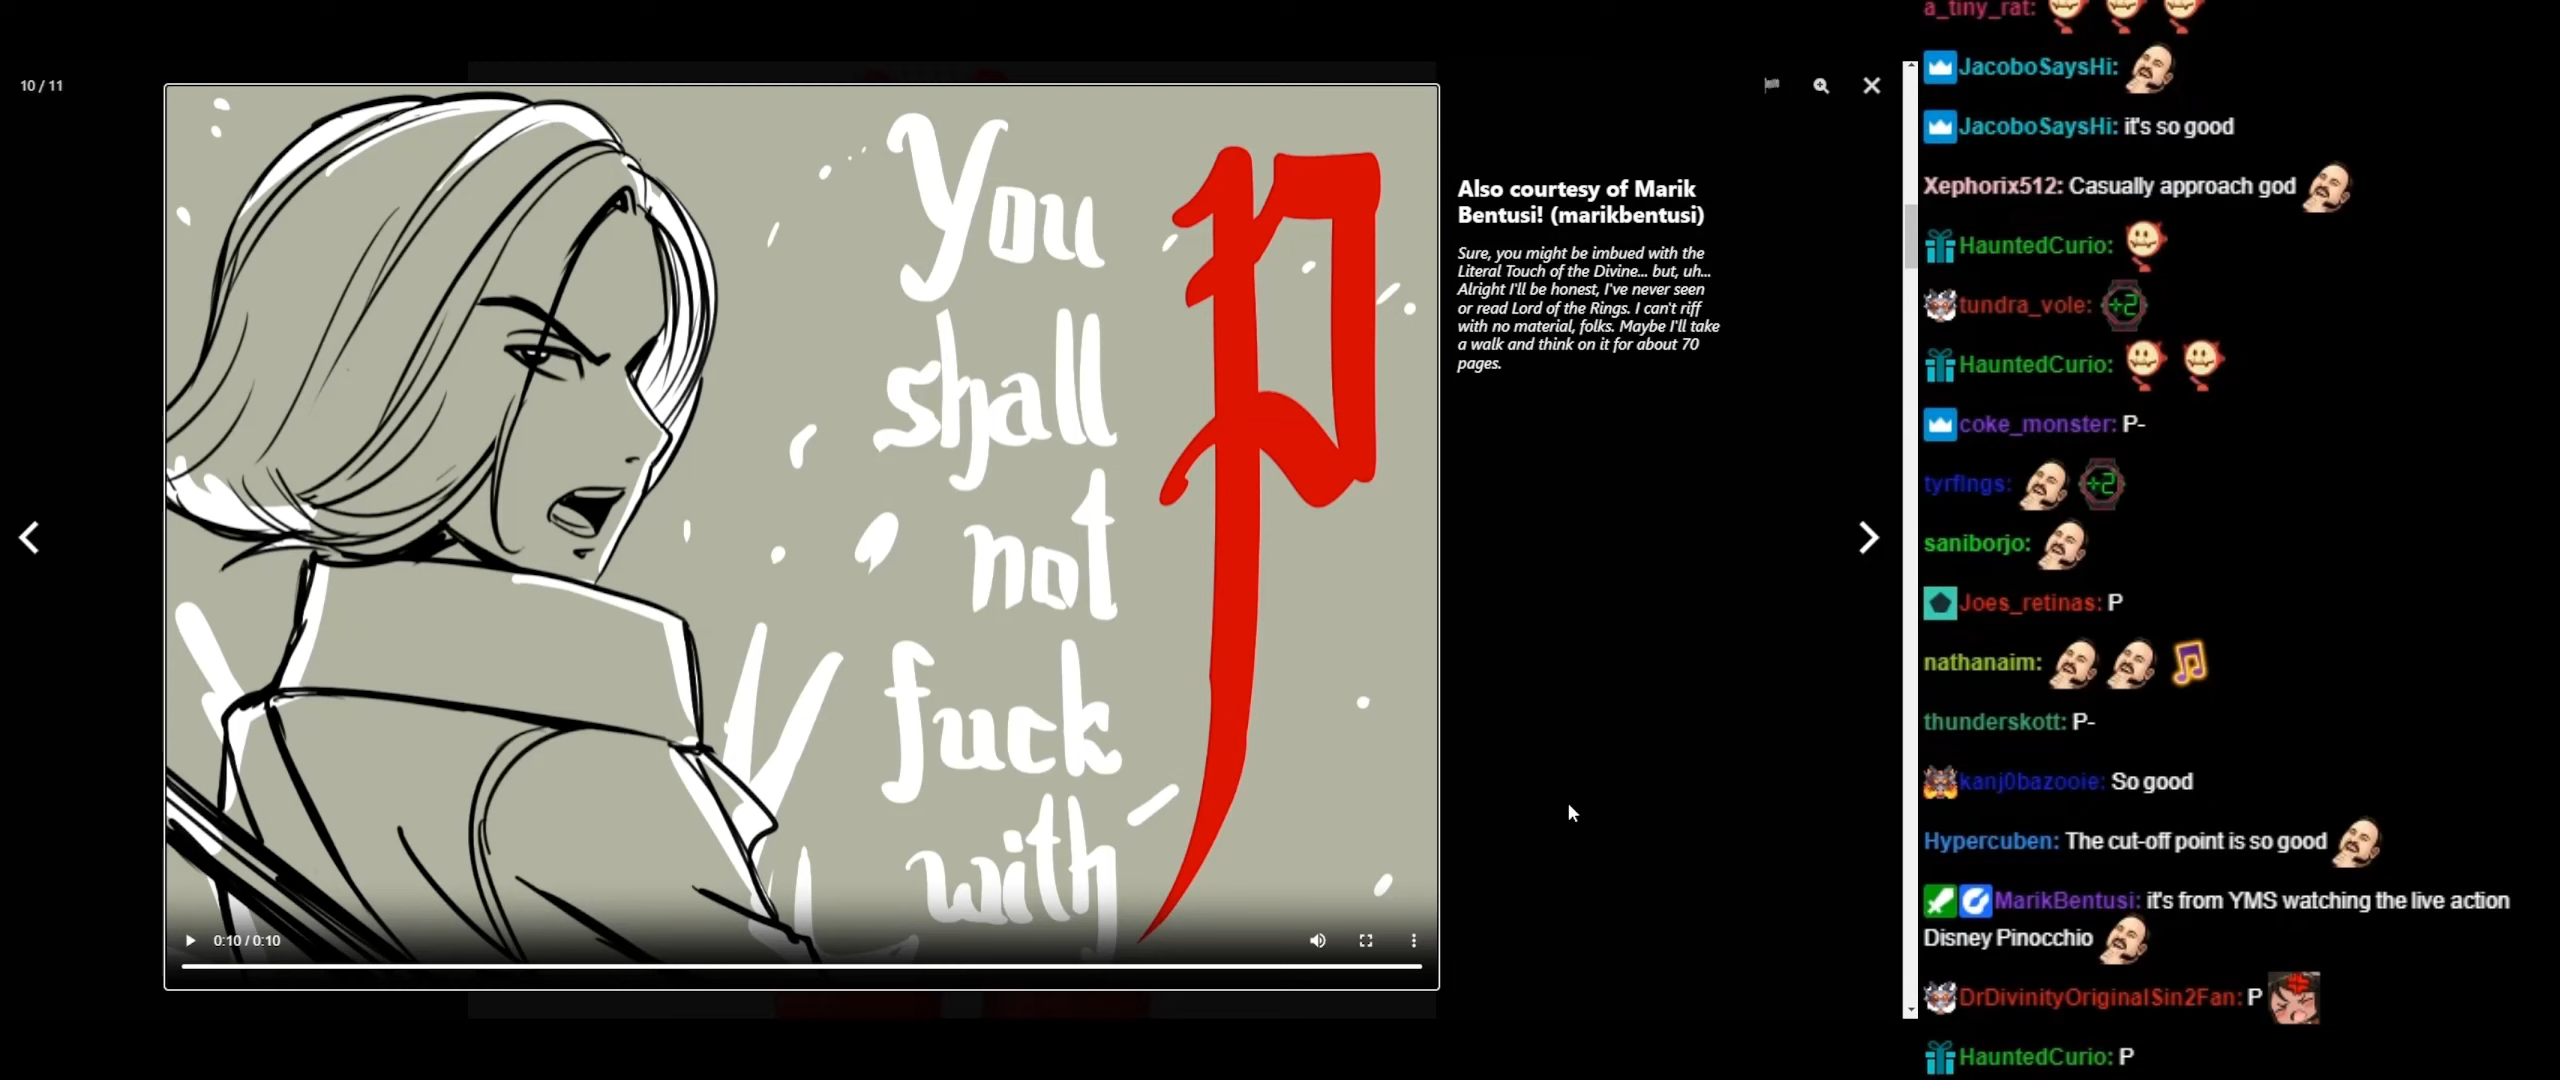 10 / 11
You
shall
not
fuck
with
P
0:10 / 0:10
Also courtesy of Marik
Bentusi! (marikbentusi)
Sure, you might be imbued with the
Literal Touch of the Divine... but, uh...
Alright I'll be honest, I've never seen
or read Lord of the Rings. I can't riff
with no material, folks. Maybe I'll take
a walk and think on it for about 70
pages.
a_tiny_rat:
JacoboSaysHi:
JacoboSaysHi: it's so good
Xephorix512: Casually approach god
HauntedCurio:
tundra_vole: +2
HauntedCurio:
coke_monster: P-
tyrflngs: +2
saniborjo:
Joes_retinas: P
nathanaim:
thunderskott: P-
kanj0bazooie: So good
Hypercuben: The cut-off point is so good
MarikBentusi: it's from YMS watching the live action
Disney Pinocchio
DrDivinityOriginalSin2Fan: P
HauntedCurio: P